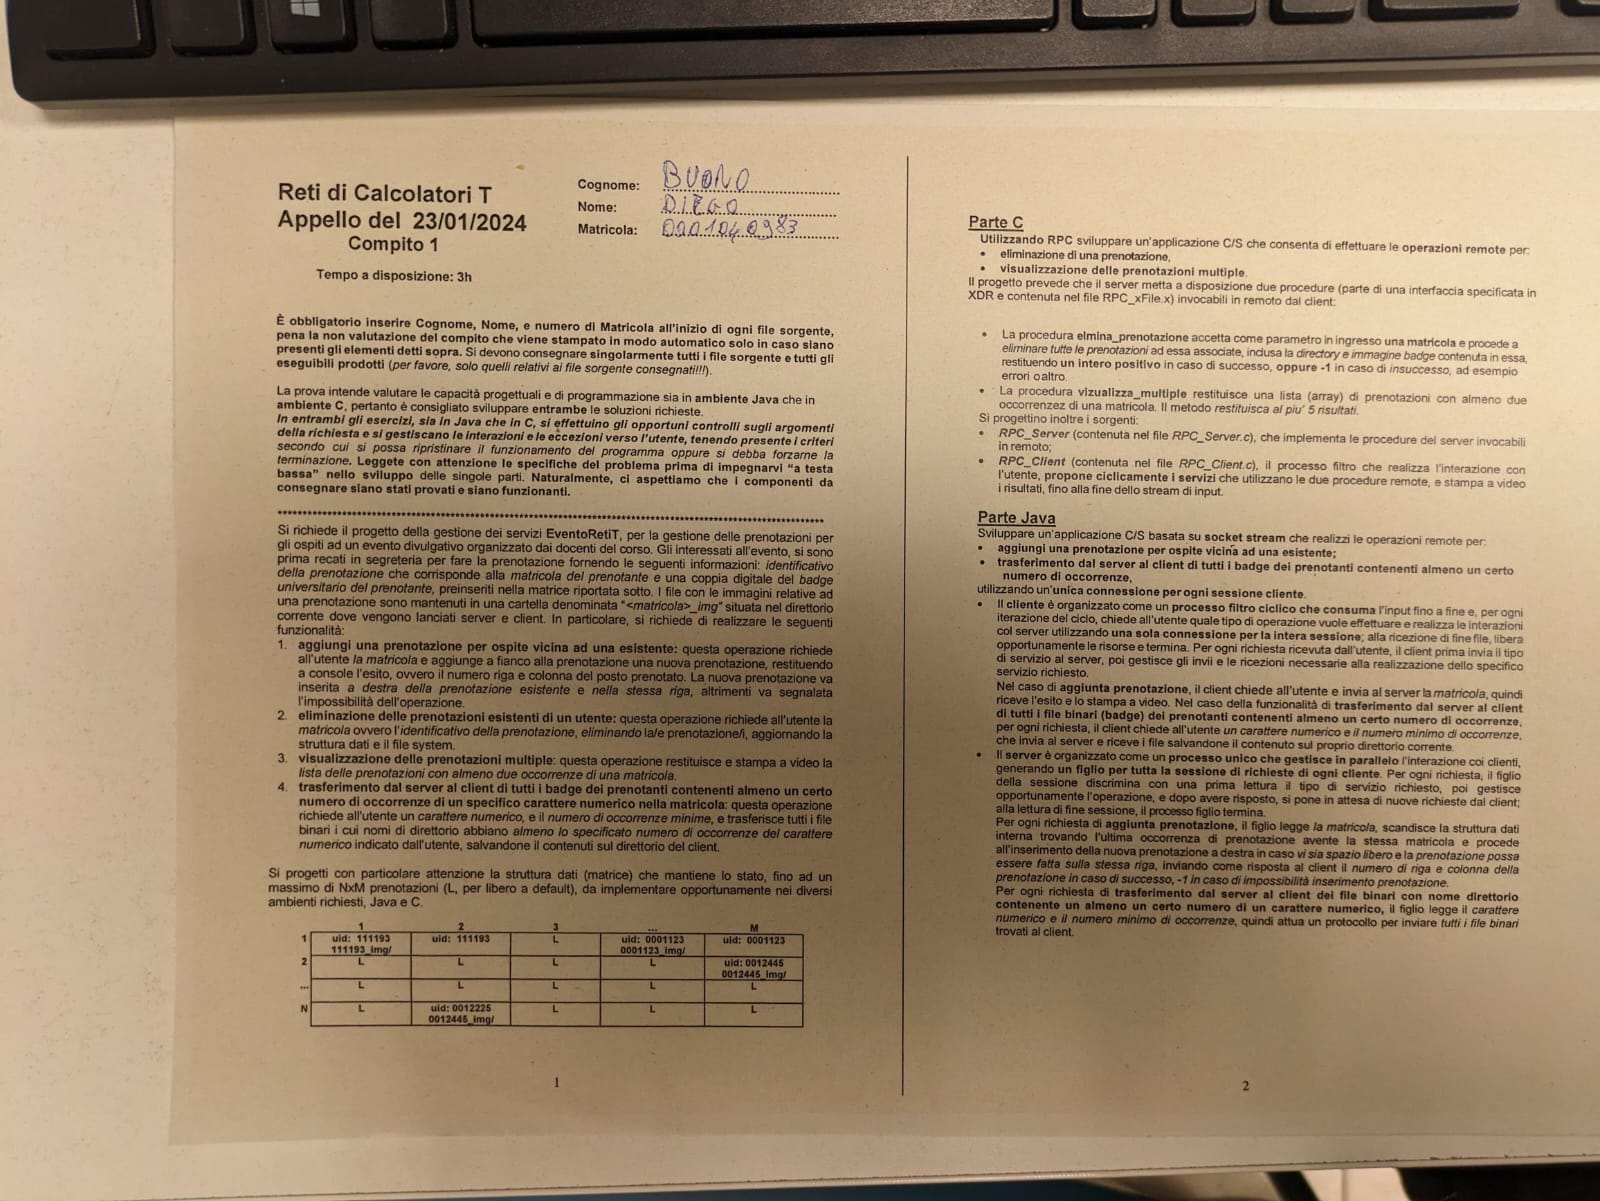 Reti di Calcolatori T
Appello del 23/01/2024
Compito 1
Tempo a disposizione: 3h
Cognome: BUONO
Nome: DIEGO
Matricola: 0001040983
È obbligatorio inserire Cognome, Nome, e numero di Matricola all'inizio di ogni file sorgente,
pena la non valutazione del compito che viene stampato in modo automatico solo in caso siano
presenti gli elementi detti sopra. Si devono consegnare singolarmente tutti i file sorgente e tutti gli
eseguibili prodotti (per favore, solo quelli relativi ai file sorgente consegnati!!!).
La prova intende valutare le capacità progettuali e di programmazione sia in ambiente Java che in
ambiente C, pertanto è consigliato sviluppare entrambe le soluzioni richieste.
In entrambi gli esercizi, sia in Java che in C, si effettuino gli opportuni controlli sugli argomenti
della richiesta e si gestiscano le interazioni e le eccezioni verso l'utente, tenendo presente i criteri
secondo cui si possa ripristinare il funzionamento del programma oppure si debba forzarne la
terminazione. Leggete con attenzione le specifiche del problema prima di impegnarvi “a testa
bassa” nello sviluppo delle singole parti. Naturalmente, ci aspettiamo che i componenti da
consegnare siano stati provati e siano funzionanti.
Si richiede il progetto della gestione dei servizi EventoRetiT, per la gestione delle prenotazioni per
gli ospiti ad un evento divulgativo organizzato dai docenti del corso. Gli interessati all'evento, si sono
prima recati in segreteria per fare la prenotazione fornendo le seguenti informazioni: identificativo
della prenotazione che corrisponde alla matricola del prenotante e una coppia digitale del badge
universitario del prenotante, preinseriti nella matrice riportata sotto. I file con le immagini relative ad
una prenotazione sono mantenuti in una cartella denominata “<matricola>_img” situata nel direttorio
corrente dove vengono lanciati server e client. In particolare, si richiede di realizzare le seguenti
funzionalità:
1. aggiungi una prenotazione per ospite vicina ad una esistente: questa operazione richiede
all'utente la matricola e aggiunge a fianco alla prenotazione una nuova prenotazione, restituendo
a console l'esito, ovvero il numero riga e colonna del posto prenotato. La nuova prenotazione va
inserita a destra della prenotazione esistente e nella stessa riga, altrimenti va segnalata
l'impossibilità dell'operazione.
2. eliminazione delle prenotazioni esistenti di un utente: questa operazione richiede all'utente la
matricola ovvero l'identificativo della prenotazione, eliminando la/e prenotazione/i, aggiornando la
struttura dati e il file system.
3. visualizzazione delle prenotazioni multiple: questa operazione restituisce e stampa a video la
lista delle prenotazioni con almeno due occorrenze di una matricola.
4. trasferimento dal server al client di tutti i badge dei prenotanti contenenti almeno un certo
numero di occorrenze di un specifico carattere numerico nella matricola: questa operazione
richiede all'utente un carattere numerico, e il numero di occorrenze minime, e trasferisce tutti i file
binari i cui nomi di direttorio abbiano almeno lo specificato numero di occorrenze del carattere
numerico indicato dall'utente, salvandone il contenuti sul direttorio del client.
Si progetti con particolare attenzione la struttura dati (matrice) che mantiene lo stato, fino ad un
massimo di NxM prenotazioni (L, per libero a default), da implementare opportunamente nei diversi
ambienti richiesti, Java e C.
1 2 3 ... M
1 uid: 111193 111193_img/ uid: 111193 L uid: 0001123 0001123_img/ uid: 0001123
2 L L L L uid: 0012445 0012445_img/
... L L L L L
N L uid: 0012225 0012445_img/ L L L
1
Parte C
Utilizzando RPC sviluppare un'applicazione C/S che consenta di effettuare le operazioni remote per:
• eliminazione di una prenotazione,
• visualizzazione delle prenotazioni multiple.
Il progetto prevede che il server metta a disposizione due procedure (parte di una interfaccia specificata in
XDR e contenuta nel file RPC_xFile.x) invocabili in remoto dal client:
• La procedura elmina_prenotazione accetta come parametro in ingresso una matricola e procede a
eliminare tutte le prenotazioni ad essa associate, inclusa la directory e immagine badge contenuta in essa,
restituendo un intero positivo in caso di successo, oppure -1 in caso di insuccesso, ad esempio
errori o altro.
• La procedura vizualizza_multiple restituisce una lista (array) di prenotazioni con almeno due
occorrenzez di una matricola. Il metodo restituisca al piu' 5 risultati.
Si progettino inoltre i sorgenti:
• RPC_Server (contenuta nel file RPC_Server.c), che implementa le procedure del server invocabili
in remoto;
• RPC_Client (contenuta nel file RPC_Client.c), il processo filtro che realizza l'interazione con
l'utente, propone ciclicamente i servizi che utilizzano le due procedure remote, e stampa a video
i risultati, fino alla fine dello stream di input.
Parte Java
Sviluppare un'applicazione C/S basata su socket stream che realizzi le operazioni remote per:
• aggiungi una prenotazione per ospite vicina ad una esistente;
• trasferimento dal server al client di tutti i badge dei prenotanti contenenti almeno un certo
numero di occorrenze,
utilizzando un'unica connessione per ogni sessione cliente.
• Il cliente è organizzato come un processo filtro ciclico che consuma l'input fino a fine e, per ogni
iterazione del ciclo, chiede all'utente quale tipo di operazione vuole effettuare e realizza le interazioni
col server utilizzando una sola connessione per la intera sessione; alla ricezione di fine file, libera
opportunamente le risorse e termina. Per ogni richiesta ricevuta dall'utente, il client prima invia il tipo
di servizio al server, poi gestisce gli invii e le ricezioni necessarie alla realizzazione dello specifico
servizio richiesto.
Nel caso di aggiunta prenotazione, il client chiede all'utente e invia al server la matricola, quindi
riceve l'esito e lo stampa a video. Nel caso della funzionalità di trasferimento dal server al client
di tutti i file binari (badge) dei prenotanti contenenti almeno un certo numero di occorrenze,
per ogni richiesta, il client chiede all'utente un carattere numerico e il numero minimo di occorrenze,
che invia al server e riceve i file salvandone il contenuto sul proprio direttorio corrente.
• Il server è organizzato come un processo unico che gestisce in parallelo l'interazione coi clienti,
generando un figlio per tutta la sessione di richieste di ogni cliente. Per ogni richiesta, il figlio
della sessione discrimina con una prima lettura il tipo di servizio richiesto, poi gestisce
opportunamente l'operazione, e dopo avere risposto, si pone in attesa di nuove richieste dal client;
alla lettura di fine sessione, il processo figlio termina.
Per ogni richiesta di aggiunta prenotazione, il figlio legge la matricola, scandisce la struttura dati
interna trovando l'ultima occorrenza di prenotazione avente la stessa matricola e procede
all'inserimento della nuova prenotazione a destra in caso vi sia spazio libero e la prenotazione possa
essere fatta sulla stessa riga, inviando come risposta al client il numero di riga e colonna della
prenotazione in caso di successo, -1 in caso di impossibilità inserimento prenotazione.
Per ogni richiesta di trasferimento dal server al client dei file binari con nome direttorio
contenente un almeno un certo numero di un carattere numerico, il figlio legge il carattere
numerico e il numero minimo di occorrenze, quindi attua un protocollo per inviare tutti i file binari
trovati al client.
2